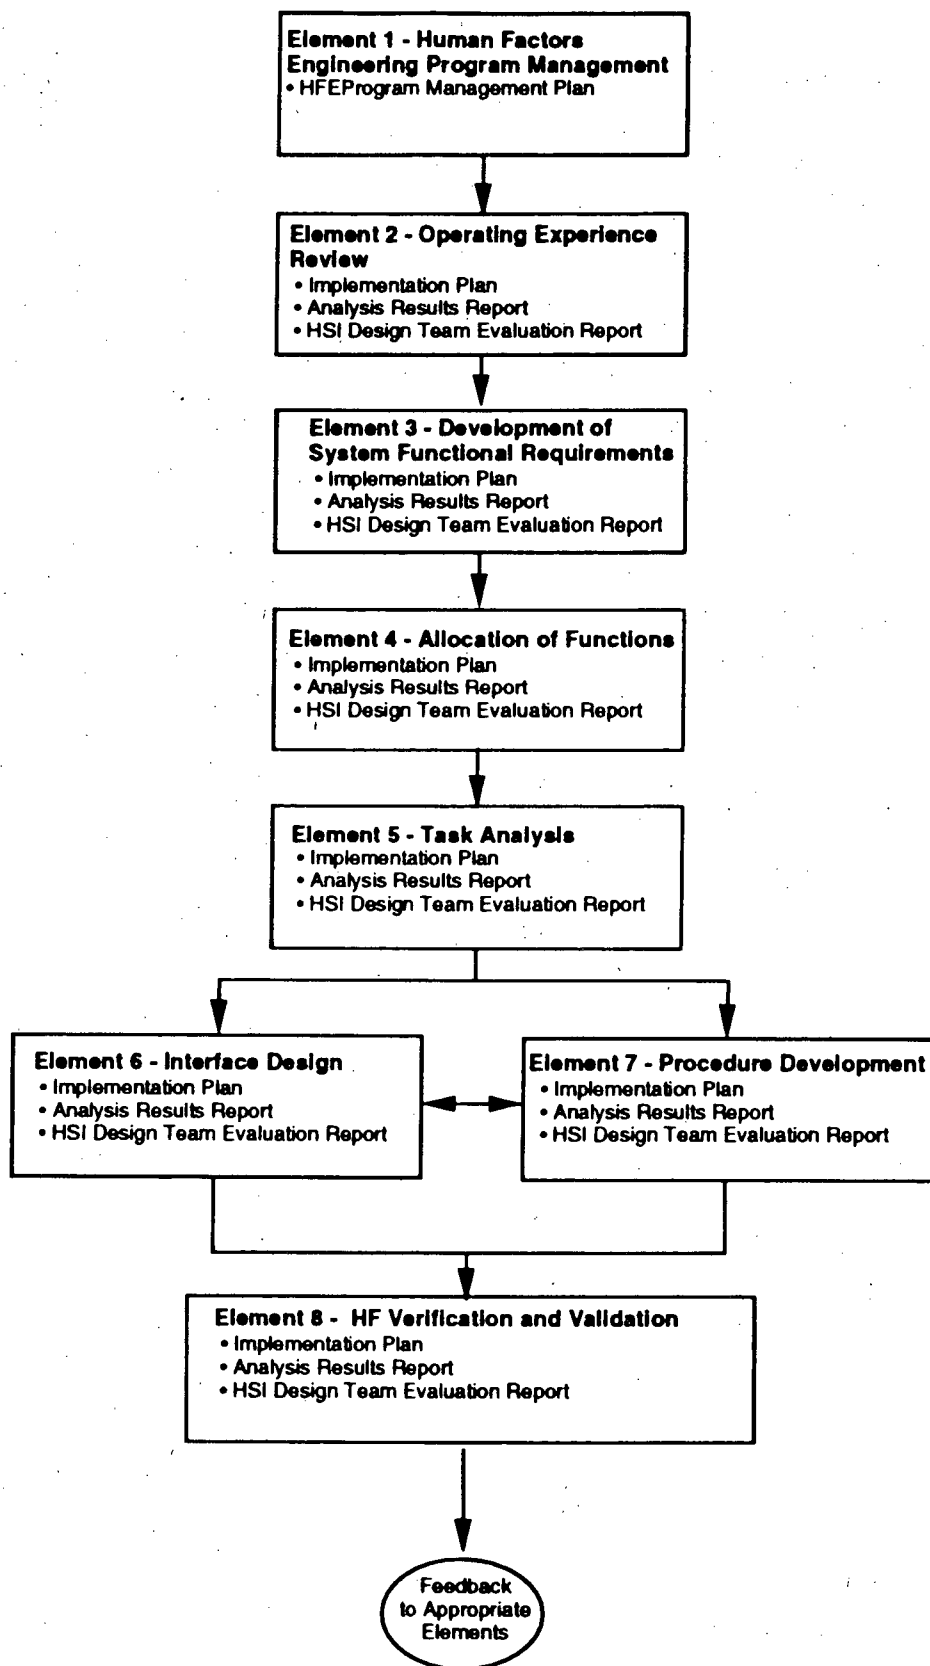 Element 1 - Human Factors
Engineering Program Management
• HFEProgram Management Plan
Element 2 - Operating Experience
Review
• Implementation Plan
• Analysis Results Report
• HSI Design Team Evaluation Report
Element 3 - Development of
System Functional Requirements
• Implementation Plan
• Analysis Results Report
• HSI Design Team Evaluation Report
Element 4 - Allocation of Functions
• Implementation Plan
• Analysis Results Report
• HSI Design Team Evaluation Report
Element 5 - Task Analysis
• Implementation Plan
• Analysis Results Report
• HSI Design Team Evaluation Report
Element 6 - Interface Design
• Implementation Plan
• Analysis Results Report
• HSI Design Team Evaluation Report
Element 7 - Procedure Development
• Implementation Plan
• Analysis Results Report
• HSI Design Team Evaluation Report
Element 8 - HF Verification and Validation
• Implementation Plan
• Analysis Results Report
• HSI Design Team Evaluation Report
Feedback
to Appropriate
Elements